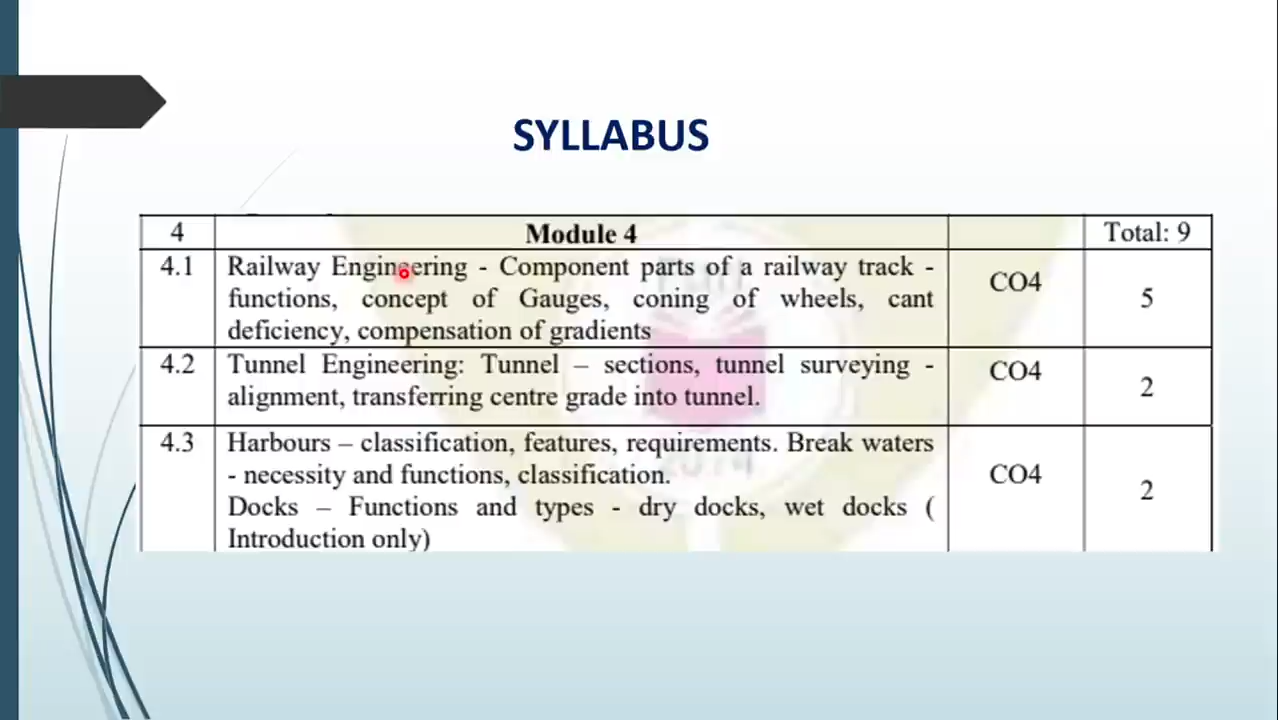 SYLLABUS
4 Module 4 Total: 9
4.1 Railway Engineering - Component parts of a railway track -
functions, concept of Gauges, coning of wheels, cant
deficiency, compensation of gradients
CO4
5
4.2 Tunnel Engineering: Tunnel – sections, tunnel surveying -
alignment, transferring centre grade into tunnel.
CO4
2
4.3 Harbours – classification, features, requirements. Break waters
- necessity and functions, classification.
Docks – Functions and types - dry docks, wet docks (
Introduction only)
CO4
2
2014